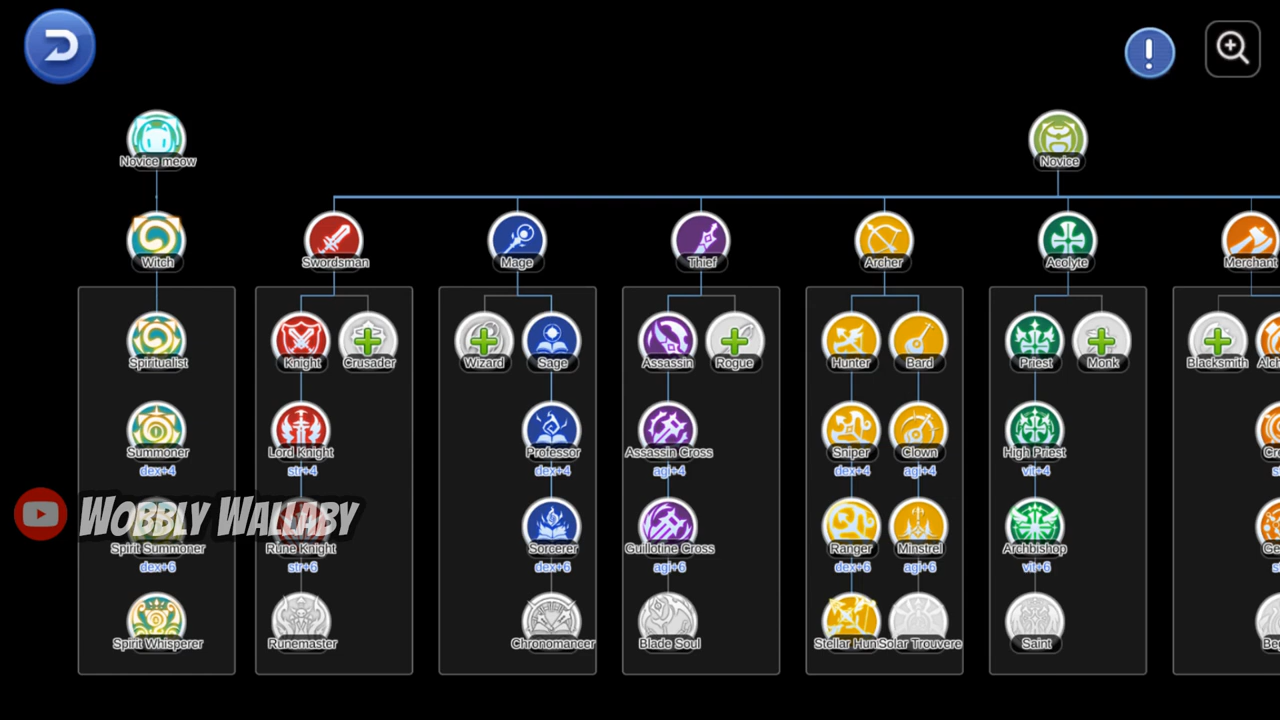 Novice meow
Novice
Witch
Swordsman
Mage
Thief
Archer
Acolyte
Merchant
Spiritualist
Knight
Crusader
Wizard
Sage
Assassin
Rogue
Hunter
Bard
Priest
Monk
Blacksmith
Summoner
dex+4
Lord Knight
str+4
Professor
dex+4
Assassin Cross
agi+4
Sniper
dex+4
Clown
agi+4
High Priest
vit+4
WOBBLY WALLABY
Spirit Summoner
dex+6
Rune Knight
str+6
Sorcerer
dex+6
Guillotine Cross
agi+6
Ranger
dex+6
Minstrel
agi+6
Archbishop
vit+6
Spirit Whisperer
Runemaster
Chronomancer
Blade Soul
Stellar Hun
Solar Trouvere
Saint